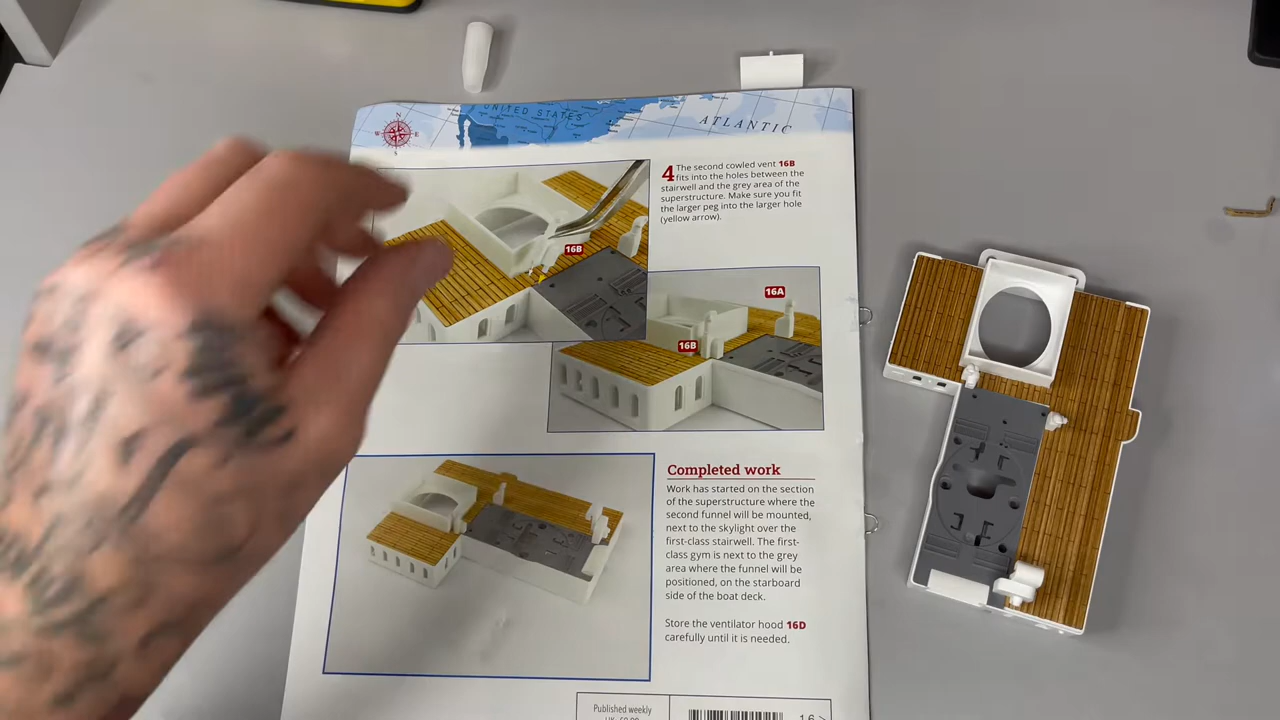 UNITED STATES
ATLANTIC
N
4 The second cowled vent 16B
fits into the holes between the
stairwell and the grey area of the
superstructure. Make sure you fit
the larger peg into the larger hole
(yellow arrow).
16B
16A
16B
Completed work
Work has started on the section
of the superstructure where the
second funnel will be mounted,
next to the skylight over the
first-class stairwell. The first-
class gym is next to the grey
area where the funnel will be
positioned, on the starboard
side of the boat deck.
Store the ventilator hood 16D
carefully until it is needed.
Published weekly